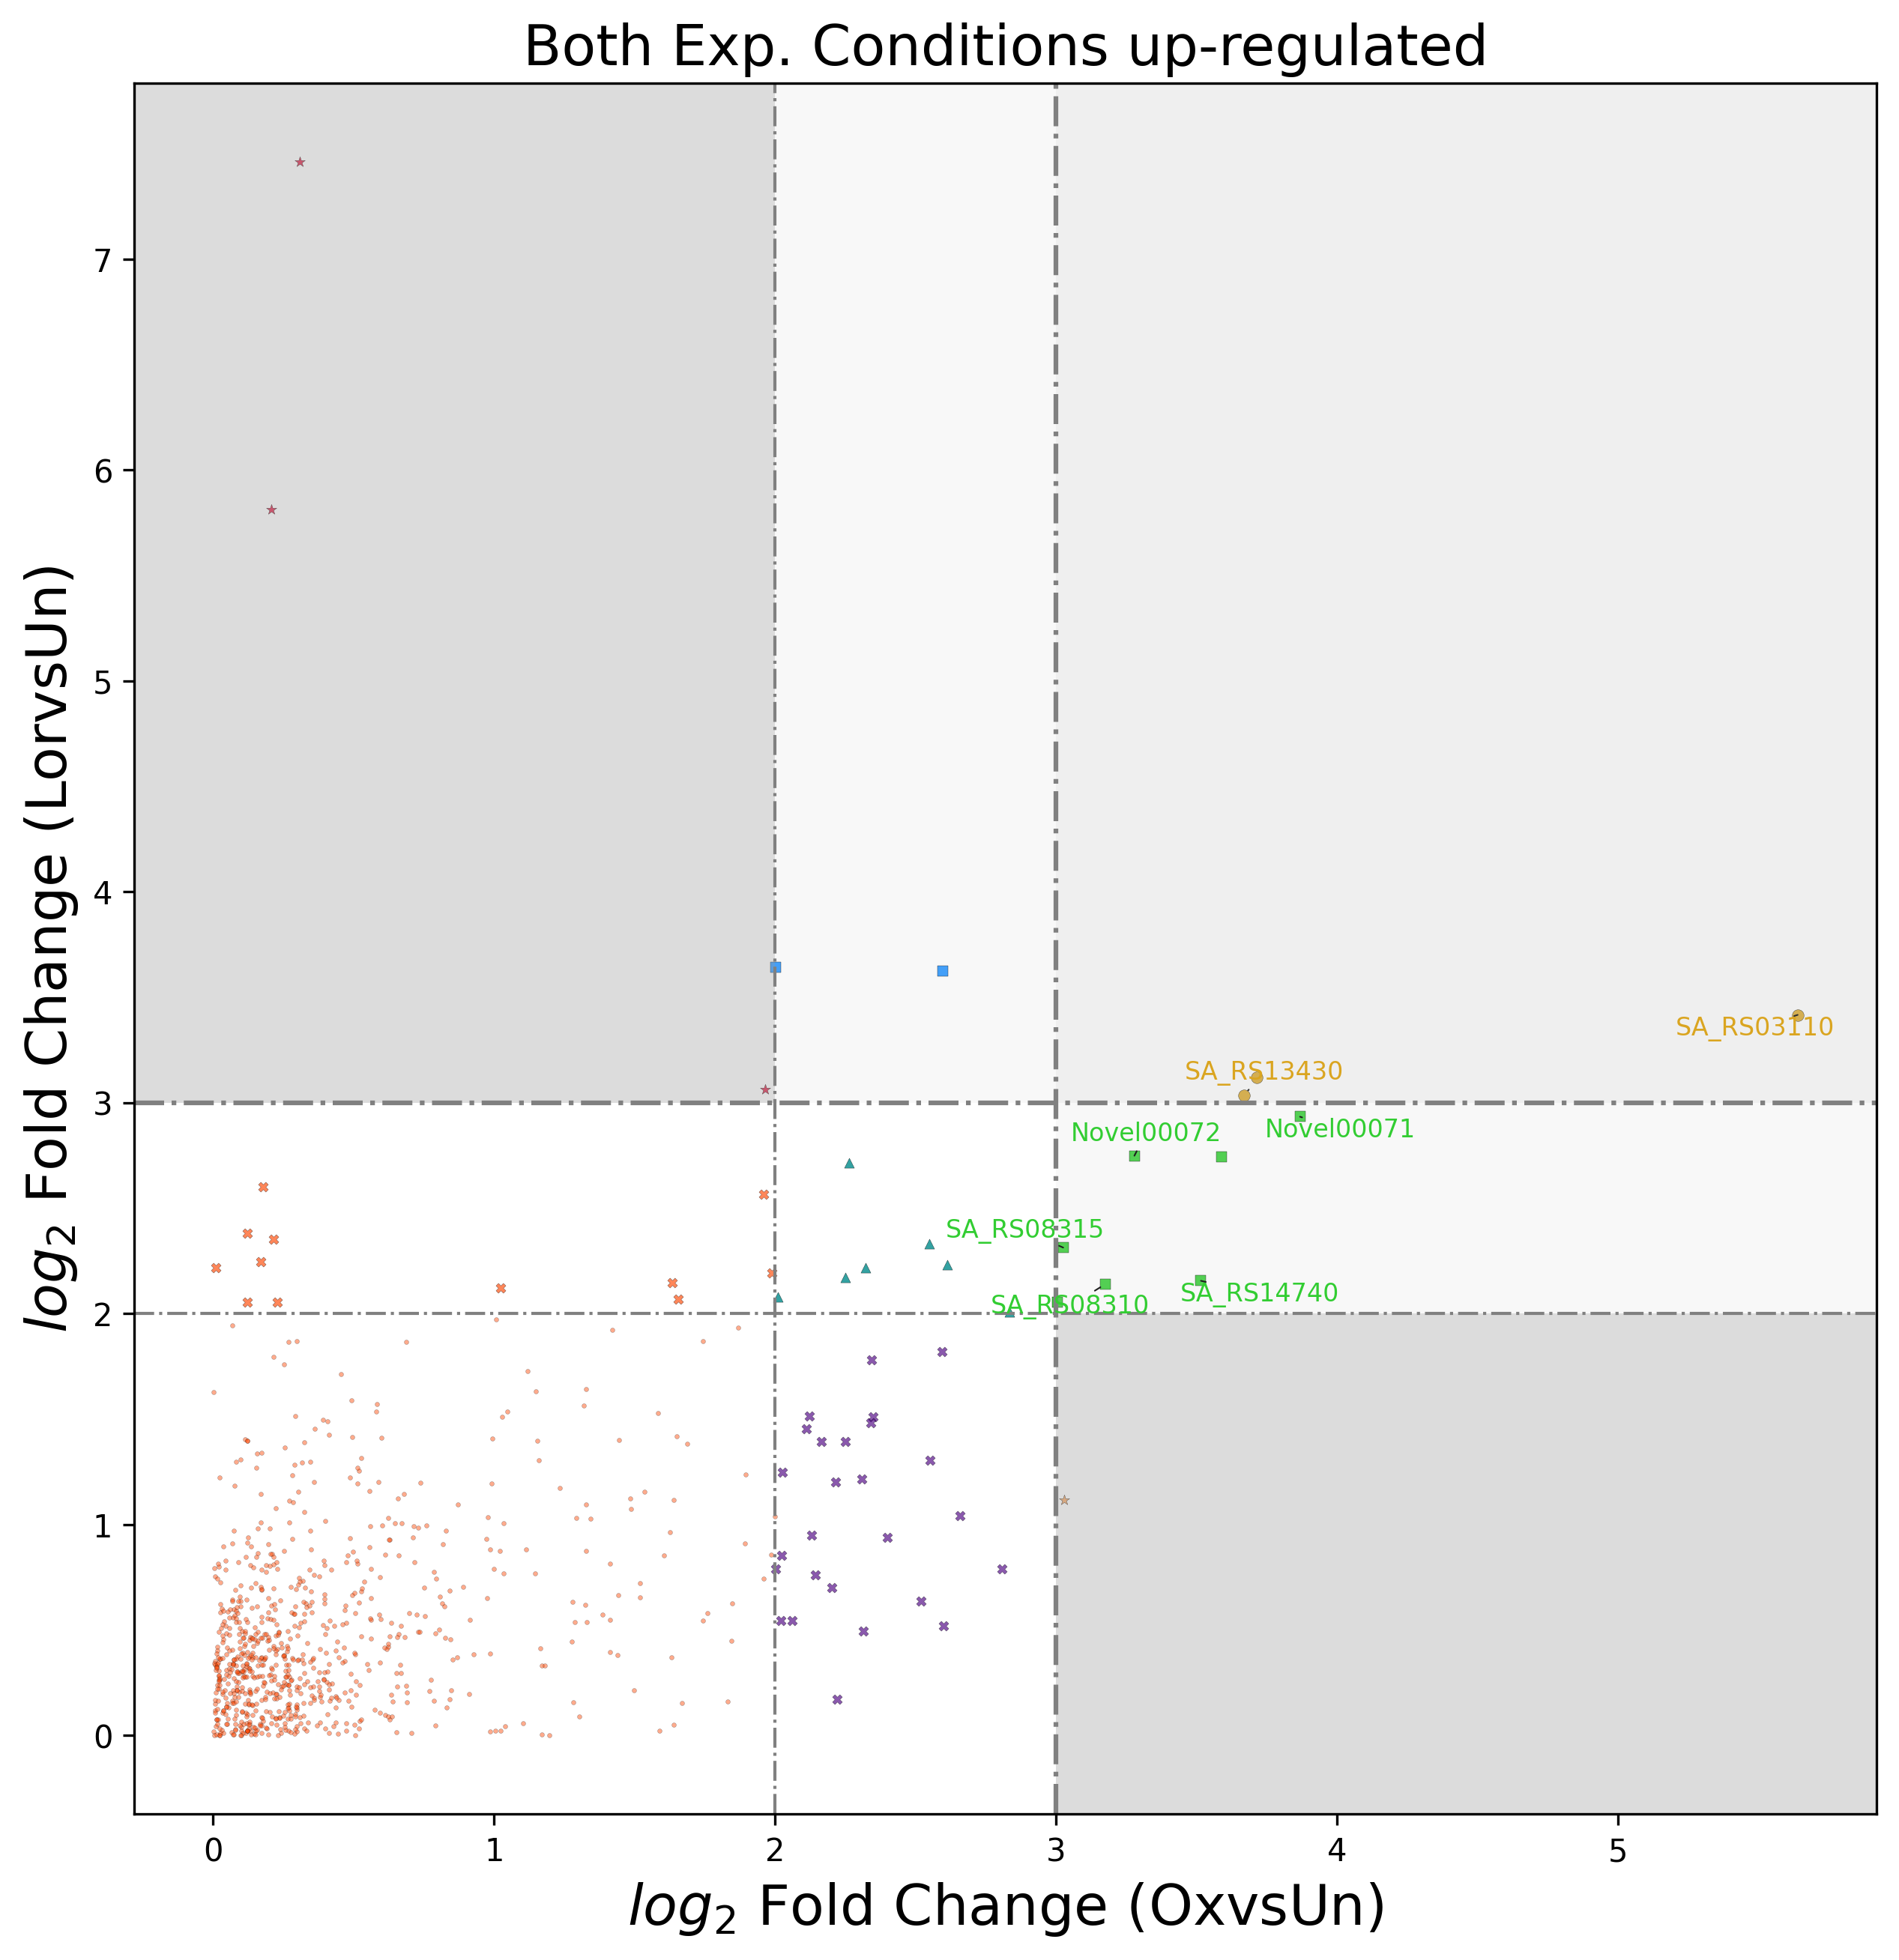 Both Exp. Conditions up-regulated
log2 Fold Change (LorvsUn)
7
6
5
4
3
2
1
0
SA_RS03110
SA_RS13430
Novel00072
Novel00071
SA_RS08315
SA_RS14740
SA_RS08310
0 1 2 3 4 5
log2 Fold Change (OxvsUn)